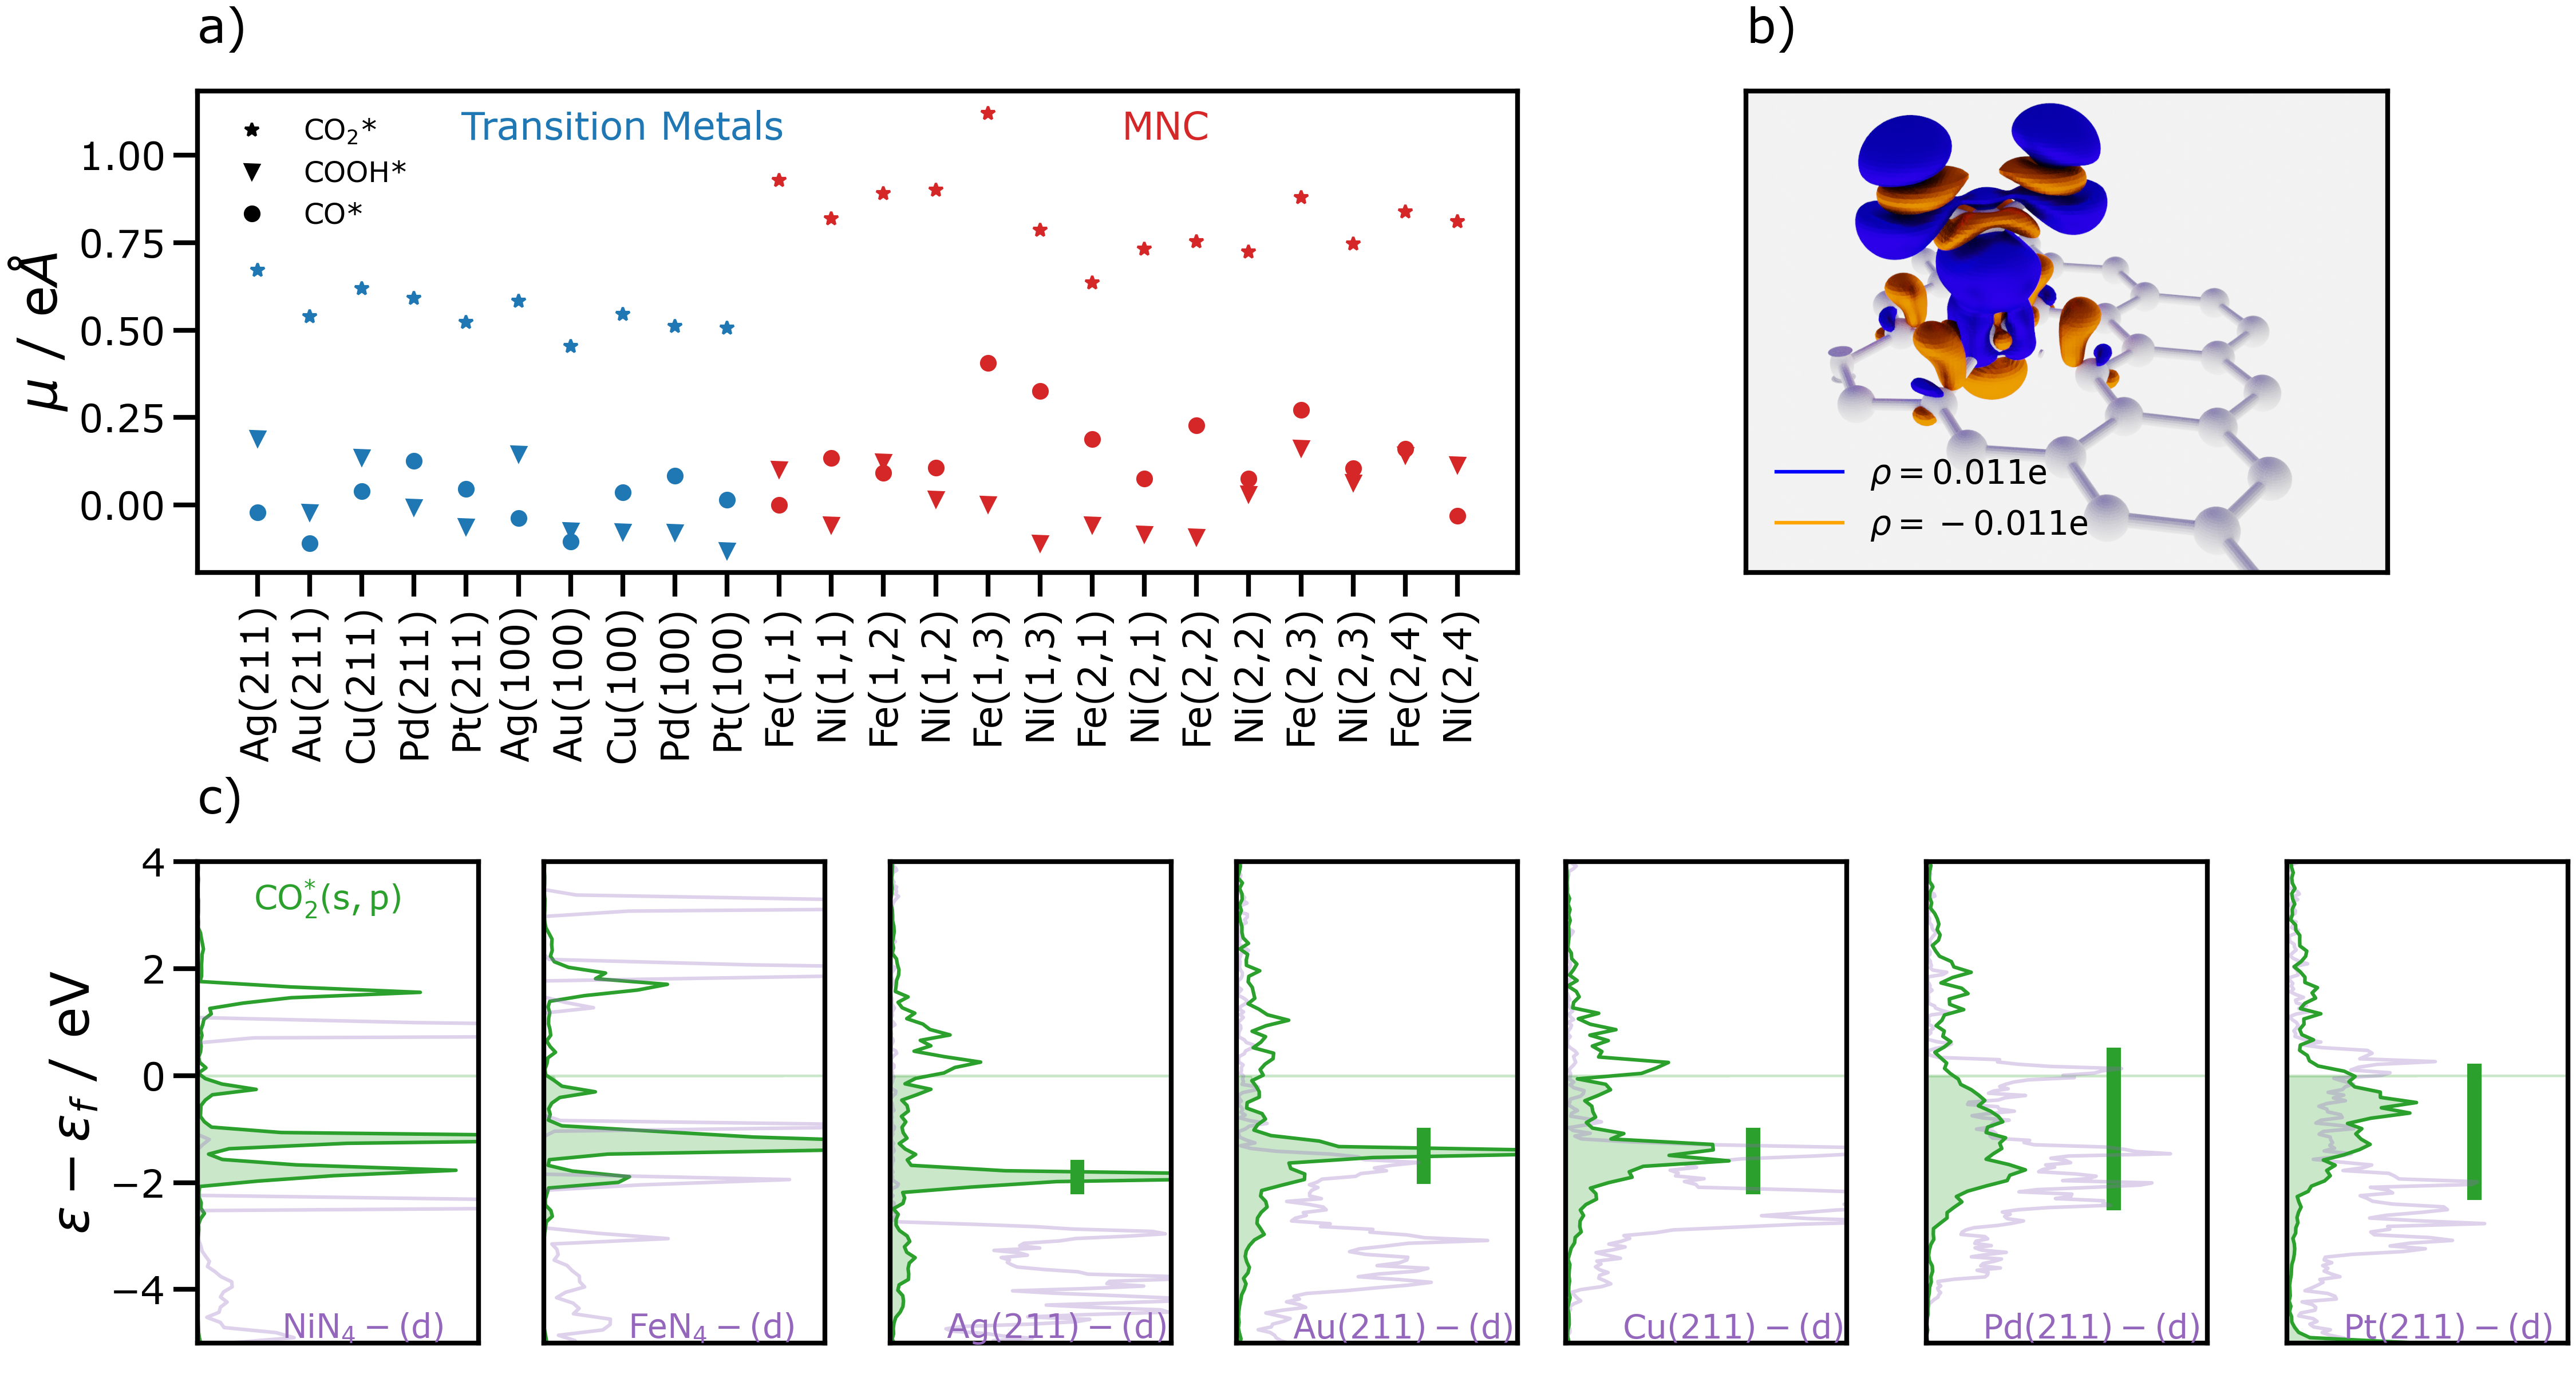 a)
b)
Transition Metals
MNC
CO₂*
COOH*
CO*
1.00
0.75
0.50
0.25
0.00
μ / eÅ
Ag(211)
Au(211)
Cu(211)
Pd(211)
Pt(211)
Ag(100)
Au(100)
Cu(100)
Pd(100)
Pt(100)
Fe(1,1)
Ni(1,1)
Fe(1,2)
Ni(1,2)
Fe(1,3)
Ni(1,3)
Fe(2,1)
Ni(2,1)
Fe(2,2)
Ni(2,2)
Fe(2,3)
Ni(2,3)
Fe(2,4)
Ni(2,4)
ρ = 0.011e
ρ = −0.011e
c)
4
2
0
−2
−4
ε − ε_f / eV
CO₂*(s, p)
NiN₄ − (d)
FeN₄ − (d)
Ag(211) − (d)
Au(211) − (d)
Cu(211) − (d)
Pd(211) − (d)
Pt(211) − (d)